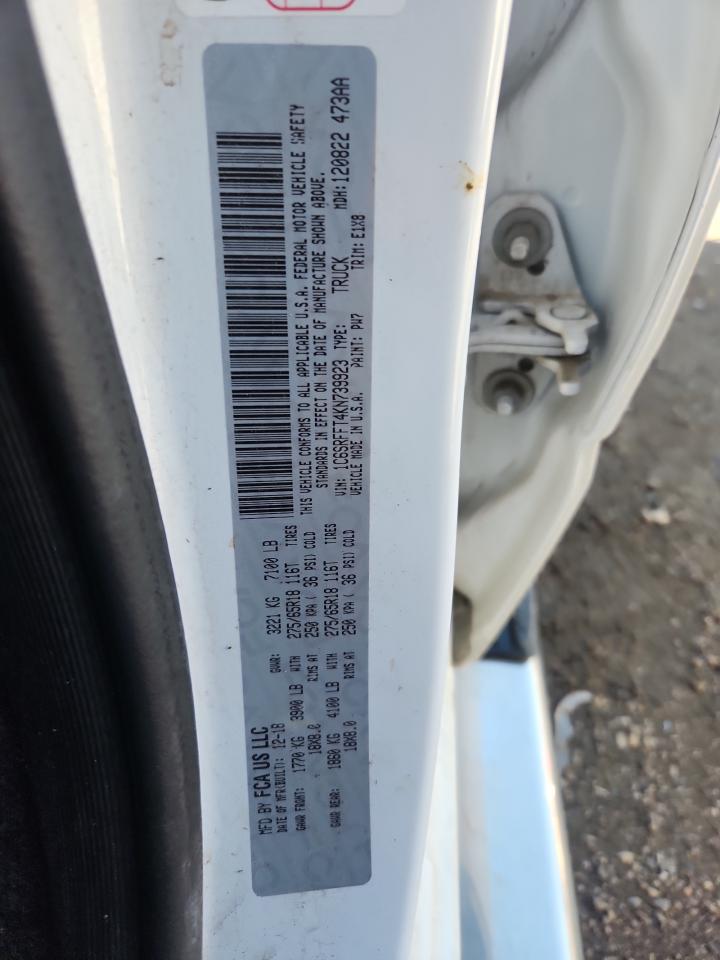 MFD BY FCA US LLC
DATE OF MFR(BUILT): 12-18 GVWR: 3221 KG 7100 LB
GAWR FRONT: 1770 KG 3900 LB WITH 275/65R18 116T TIRES
18X8.0 RIMS AT 250 KPA ( 36 PSI) COLD
GAWR REAR: 1860 KG 4100 LB WITH 275/65R18 116T TIRES
18X8.0 RIMS AT 250 KPA ( 36 PSI) COLD
THIS VEHICLE CONFORMS TO ALL APPLICABLE U.S.A. FEDERAL MOTOR VEHICLE SAFETY
STANDARDS IN EFFECT ON THE DATE OF MANUFACTURE SHOWN ABOVE.
VIN: 1C6SRFFT4KN739923 TYPE: TRUCK MDH: 120822 473AA
VEHICLE MADE IN U.S.A. PAINT: PW7 TRIM: E1X8